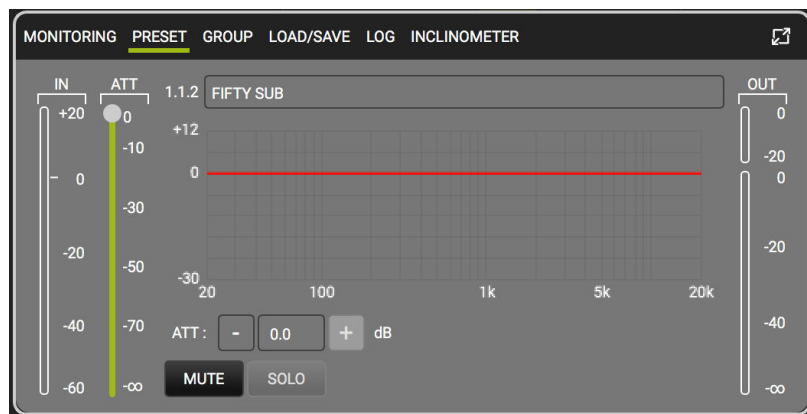 MONITORING PRESET GROUP LOAD/SAVE LOG INCLINOMETER
IN ATT 1.1.2 FIFTY SUB OUT
+20 0 +12 0
-10 -20
0 0 0
-30
-20 -50 -20
-30
20 100 1k 5k 20k
-40 -70 ATT : - 0.0 + dB -40
-60 -∞ MUTE SOLO -∞